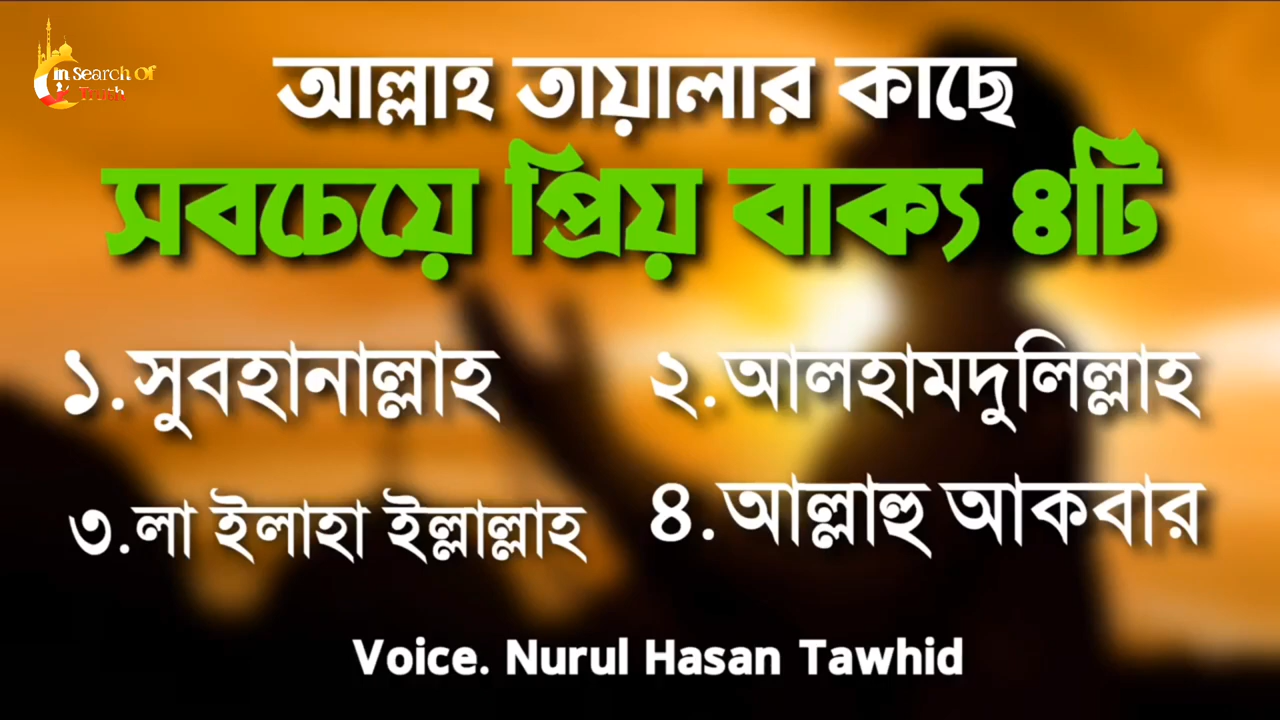 in Search Of
Truth
আল্লাহ তায়ালার কাছে
সবচেয়ে প্রিয় বাক্য ৪টি
১.সুবহানাল্লাহ
২.আলহামদুলিল্লাহ
৩.লা ইলাহা ইল্লাল্লাহ
৪.আল্লাহু আকবার
Voice. Nurul Hasan Tawhid